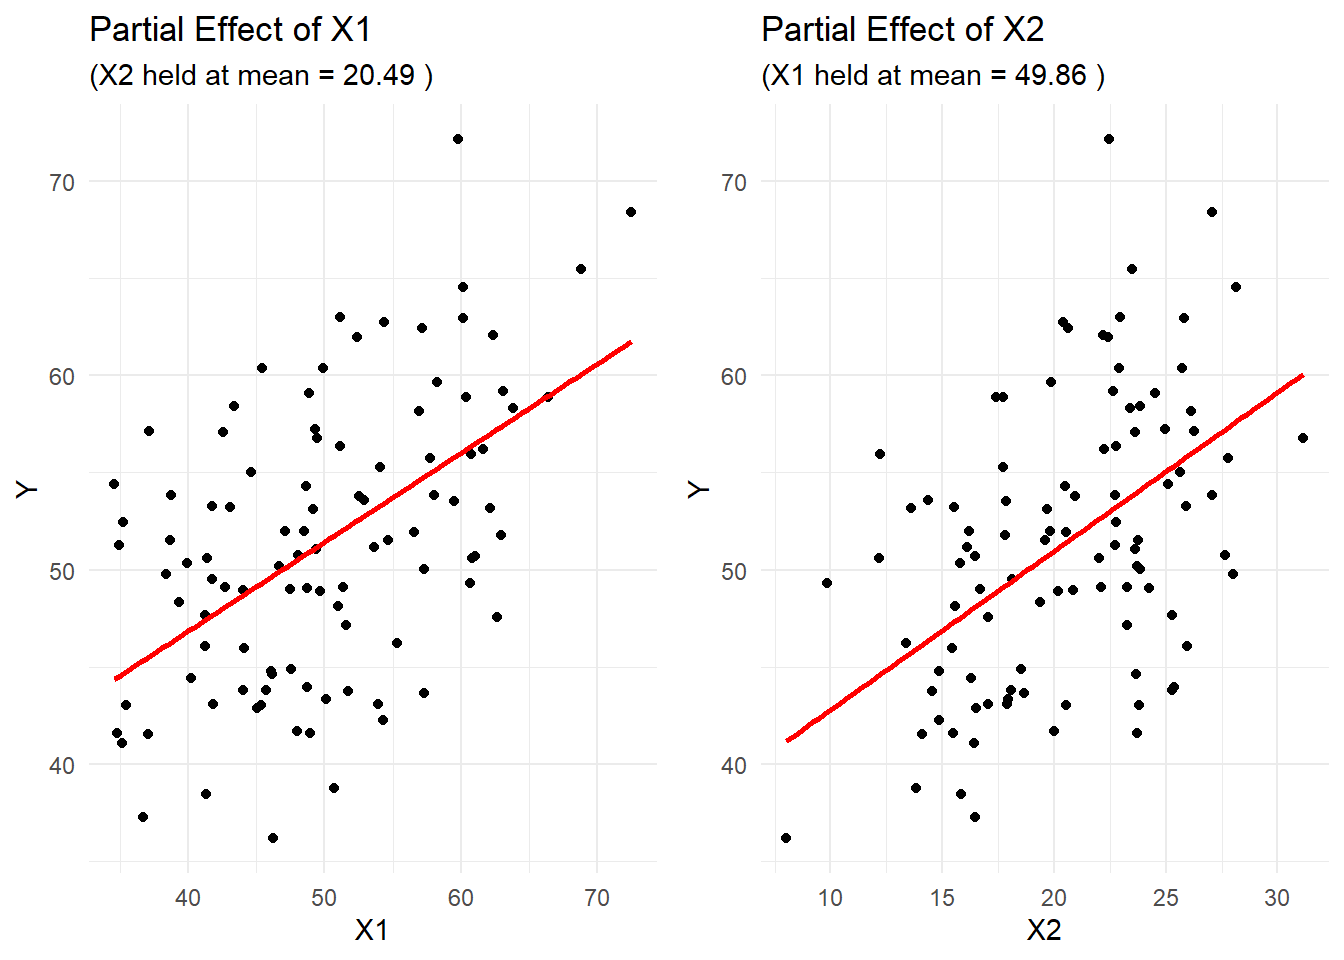 Partial Effect of X1
(X2 held at mean = 20.49 )
70
60
50
40
Y
40 50 60 70
X1
Partial Effect of X2
(X1 held at mean = 49.86 )
70
60
50
40
Y
10 15 20 25 30
X2